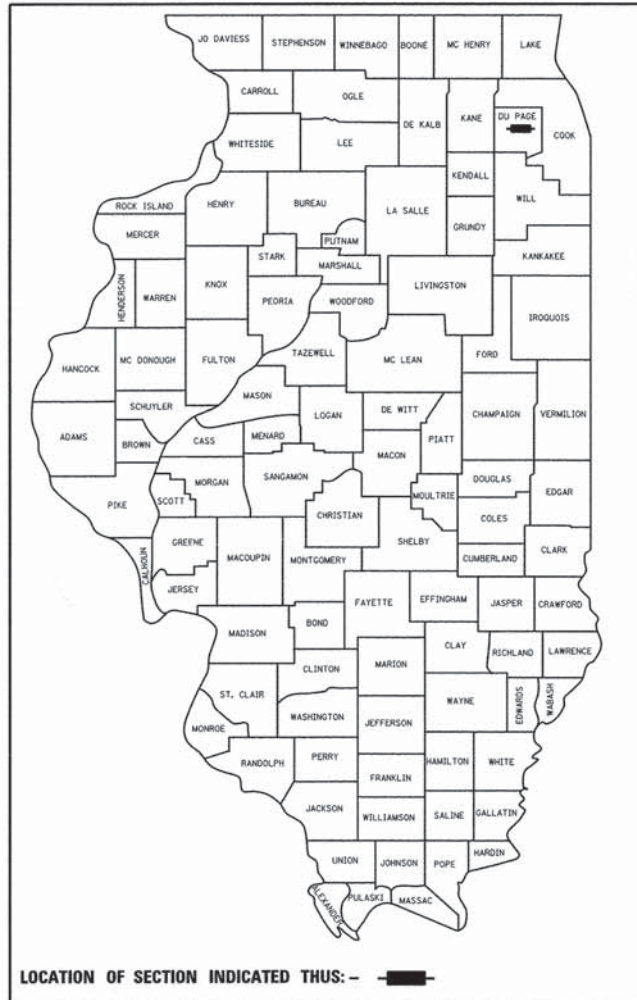 JO DAVIESS
STEPHENSON
WINNEBAGO
BOONE
MC HENRY
LAKE
CARROLL
OGLE
DE KALB
KANE
DU PAGE
COOK
WHITESIDE
LEE
KENDALL
WILL
ROCK ISLAND
HENRY
BUREAU
LA SALLE
GRUNDY
MERCER
PUTNAM
KANKAKEE
STARK
MARSHALL
HENDERSON
WARREN
KNOX
PEORIA
WOODFORD
LIVINGSTON
IROQUOIS
HANCOCK
MC DONOUGH
FULTON
TAZEWELL
MC LEAN
FORD
MASON
SCHUYLER
LOGAN
DE WITT
CHAMPAIGN
VERMILION
ADAMS
BROWN
CASS
MENARD
MACON
PIATT
PIKE
SCOTT
MORGAN
SANGAMON
MOULTRIE
DOUGLAS
EDGAR
CHRISTIAN
COLES
CALHOUN
GREENE
MACOUPIN
MONTGOMERY
SHELBY
CUMBERLAND
CLARK
JERSEY
FAYETTE
EFFINGHAM
JASPER
CRAWFORD
MADISON
BOND
CLAY
RICHLAND
LAWRENCE
CLINTON
MARION
ST. CLAIR
WAYNE
EDWARDS
WABASH
MONROE
WASHINGTON
JEFFERSON
RANDOLPH
PERRY
HAMILTON
WHITE
FRANKLIN
JACKSON
WILLIAMSON
SALINE
GALLATIN
UNION
JOHNSON
POPE
HARDIN
ALEXANDER
PULASKI
MASSAC
LOCATION OF SECTION INDICATED THUS: -